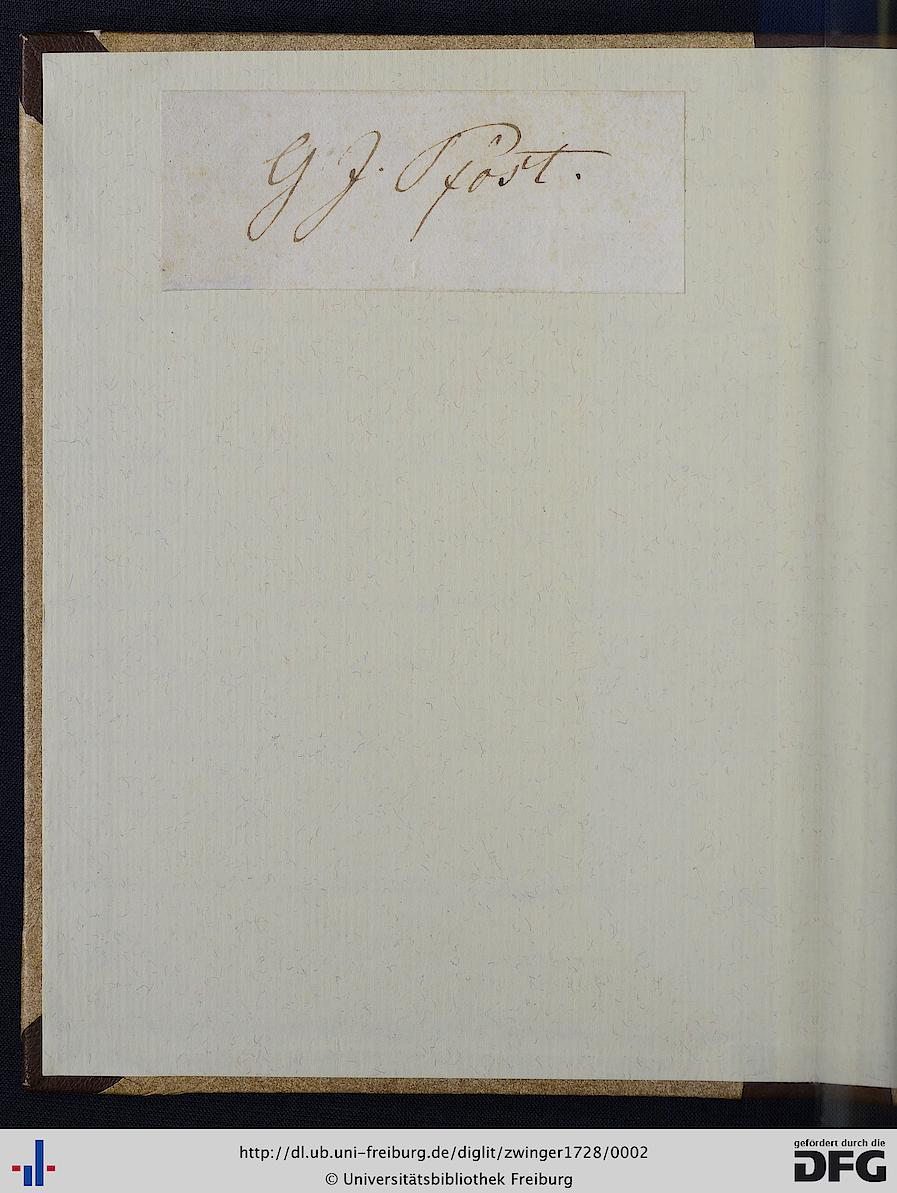 G J. Pfost.
http://dl.ub.uni-freiburg.de/diglit/zwinger1728/0002
© Universitätsbibliothek Freiburg
gefördert durch die
DFG